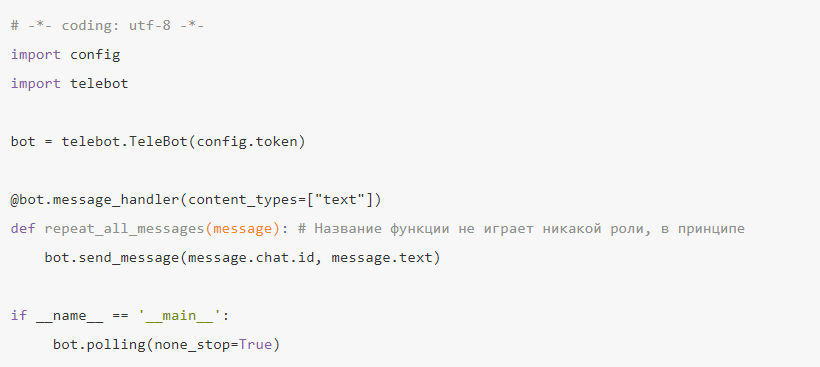 # -*- coding: utf-8 -*-
import config
import telebot
bot = telebot.TeleBot(config.token)
@bot.message_handler(content_types=["text"])
def repeat_all_messages(message): # Название функции не играет никакой роли, в принципе
    bot.send_message(message.chat.id, message.text)
if __name__ == '__main__':
     bot.polling(none_stop=True)